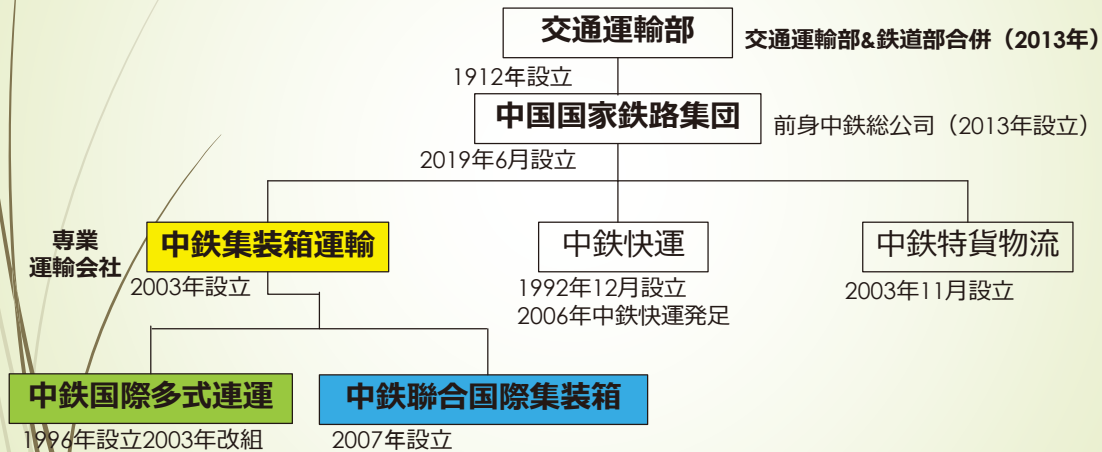 交通運輸部
交通運輸部&鉄道部合併（2013年）
1912年設立
中国国家鉄路集団
前身中鉄総公司（2013年設立）
2019年6月設立
専業
運輸会社
中鉄集装箱運輸
2003年設立
中鉄快運
1992年12月設立
2006年中鉄快運発足
中鉄特貨物流
2003年11月設立
中鉄国際多式連運
1996年設立2003年改組
中鉄聯合国際集装箱
2007年設立